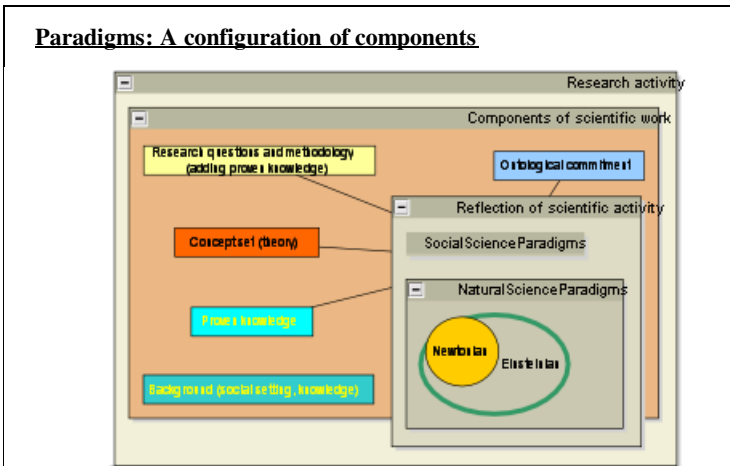 Paradigms: A configuration of components
Research activity
Components of scientific work
Research questions and methodology
(adding proven knowledge)
Ontological commitment
Reflection of scientific activity
Concept set (theory)
Social Science Paradigms
Natural Science Paradigms
Proven knowledge
Newtonian
Einsteinian
Background (social setting, knowledge)